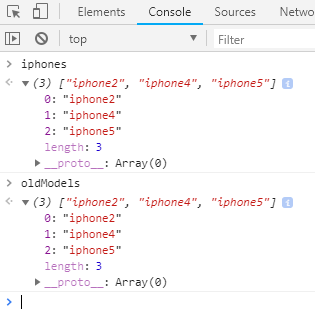 Elements Console Sources Netwo
top Filter
> iphones
(3) ["iphone2", "iphone4", "iphone5"] i
0: "iphone2"
1: "iphone4"
2: "iphone5"
length: 3
__proto__: Array(0)
> oldModels
(3) ["iphone2", "iphone4", "iphone5"] i
0: "iphone2"
1: "iphone4"
2: "iphone5"
length: 3
__proto__: Array(0)
>